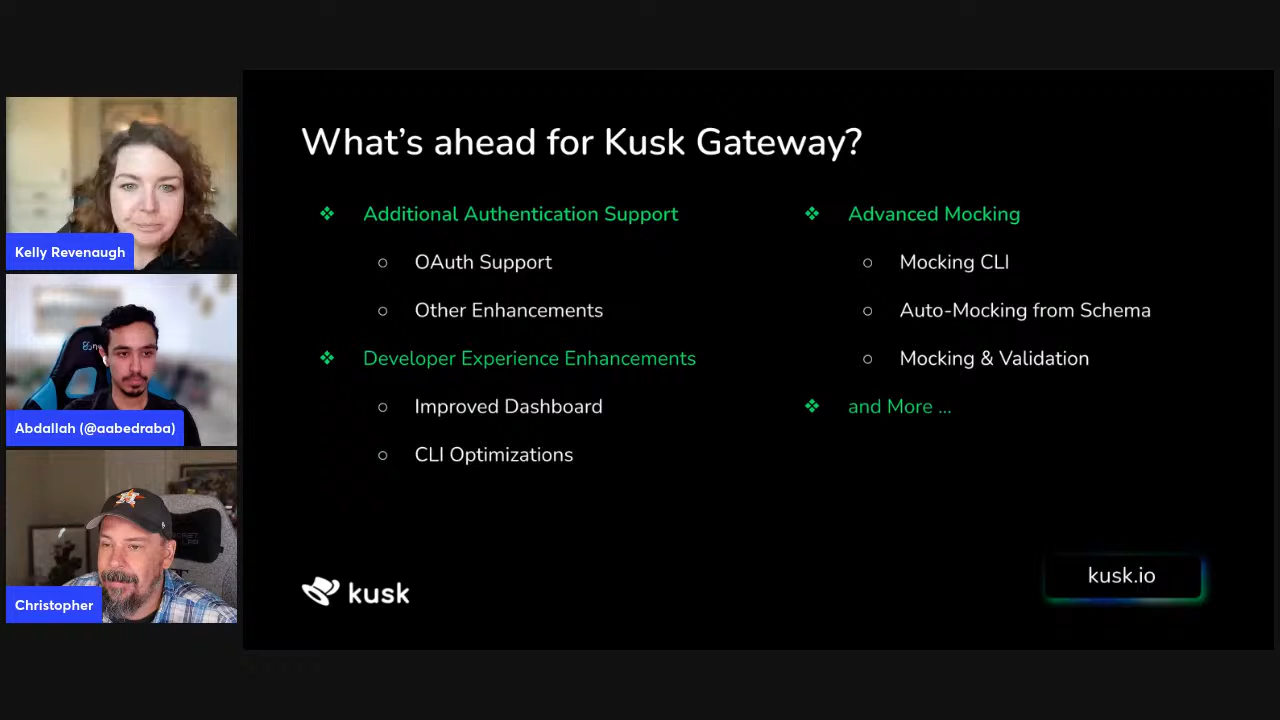 What's ahead for Kusk Gateway?
Additional Authentication Support
OAuth Support
Other Enhancements
Developer Experience Enhancements
Improved Dashboard
CLI Optimizations
Advanced Mocking
Mocking CLI
Auto-Mocking from Schema
Mocking & Validation
and More ...
kusk
kusk.io
Kelly Revenaugh
Abdallah (@aabedraba)
Christopher